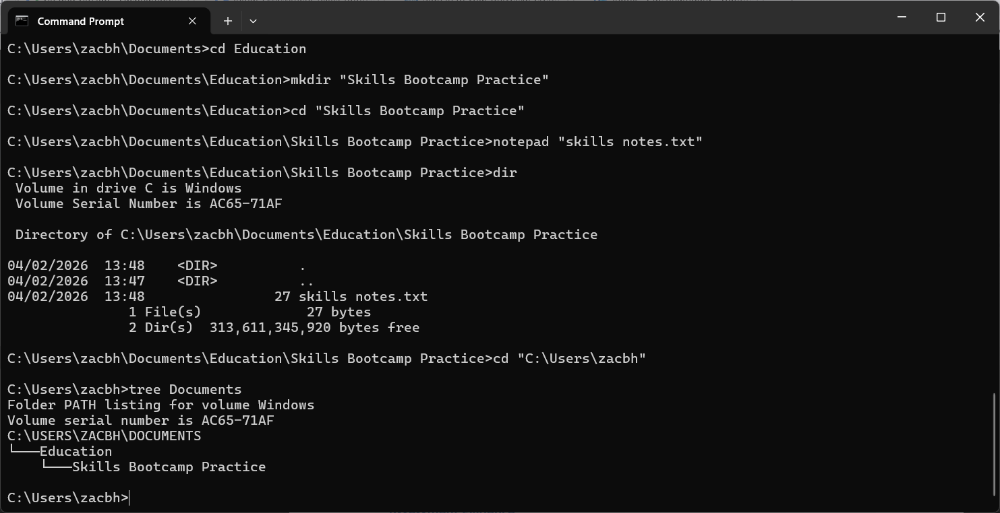 Command Prompt
C:\Users\zacbh\Documents>cd Education
C:\Users\zacbh\Documents\Education>mkdir "Skills Bootcamp Practice"
C:\Users\zacbh\Documents\Education>cd "Skills Bootcamp Practice"
C:\Users\zacbh\Documents\Education\Skills Bootcamp Practice>notepad "skills notes.txt"
C:\Users\zacbh\Documents\Education\Skills Bootcamp Practice>dir
 Volume in drive C is Windows
 Volume Serial Number is AC65-71AF
 Directory of C:\Users\zacbh\Documents\Education\Skills Bootcamp Practice
04/02/2026  13:48    <DIR>          .
04/02/2026  13:47    <DIR>          ..
04/02/2026  13:48                27 skills notes.txt
               1 File(s)             27 bytes
               2 Dir(s)  313,611,345,920 bytes free
C:\Users\zacbh\Documents\Education\Skills Bootcamp Practice>cd "C:\Users\zacbh"
C:\Users\zacbh>tree Documents
Folder PATH listing for volume Windows
Volume serial number is AC65-71AF
C:\USERS\ZACBH\DOCUMENTS
└───Education
    └───Skills Bootcamp Practice
C:\Users\zacbh>